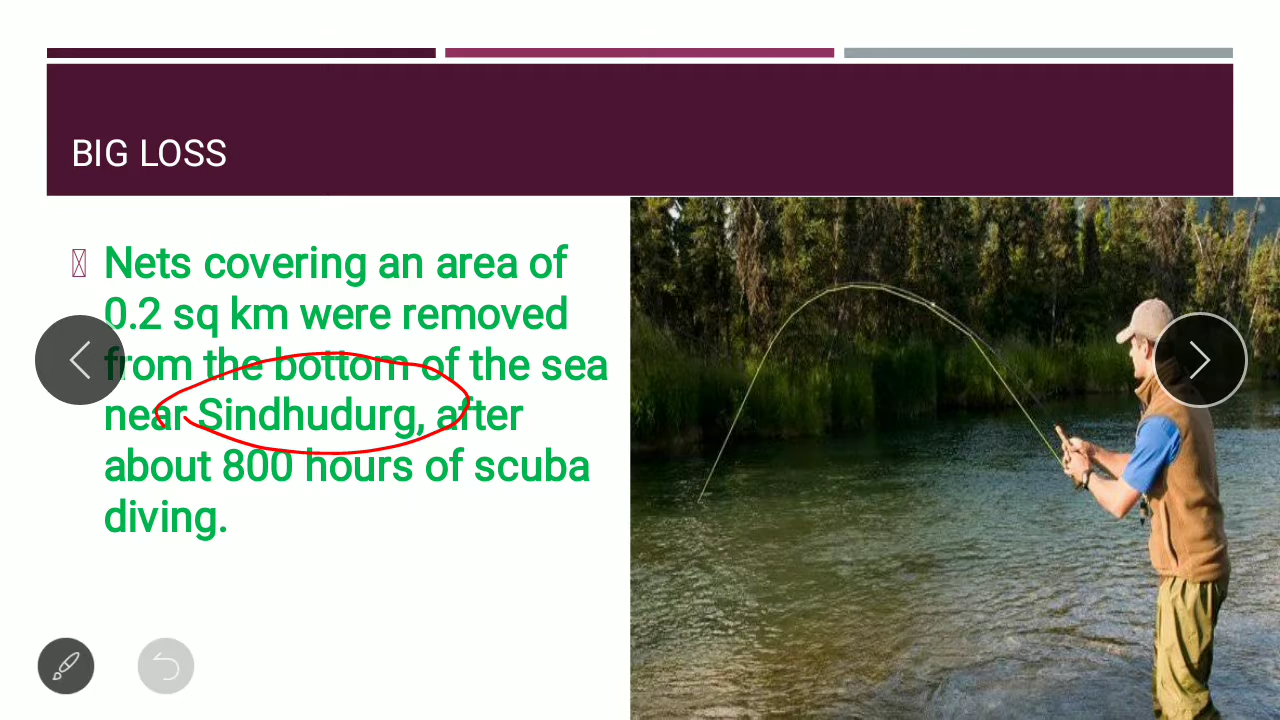 BIG LOSS
Nets covering an area of
0.2 sq km were removed
from the bottom of the sea
near Sindhudurg, after
about 800 hours of scuba
diving.